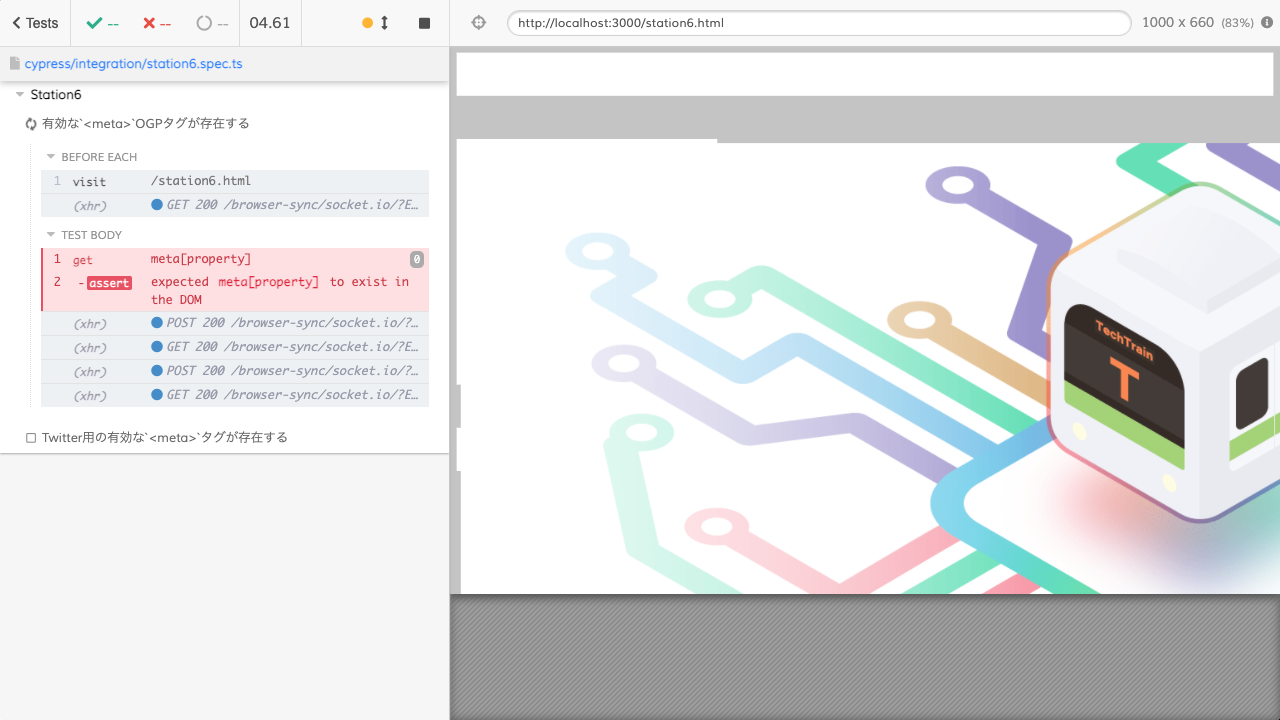 Tests
--
--
--
04.61
http://localhost:3000/station6.html
1000 x 660 (83%)
cypress/integration/station6.spec.ts
Station6
有効な`<meta>`OGPタグが存在する
BEFORE EACH
1 visit /station6.html
(xhr) GET 200 /browser-sync/socket.io/?E…
TEST BODY
1 get meta[property] 0
2 -assert expected meta[property] to exist in
the DOM
(xhr) POST 200 /browser-sync/socket.io/?…
(xhr) GET 200 /browser-sync/socket.io/?E…
(xhr) POST 200 /browser-sync/socket.io/?…
(xhr) GET 200 /browser-sync/socket.io/?E…
Twitter用の有効な`<meta>`タグが存在する
TechTrain
T